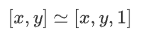 [x, y] ≃ [x, y, 1]